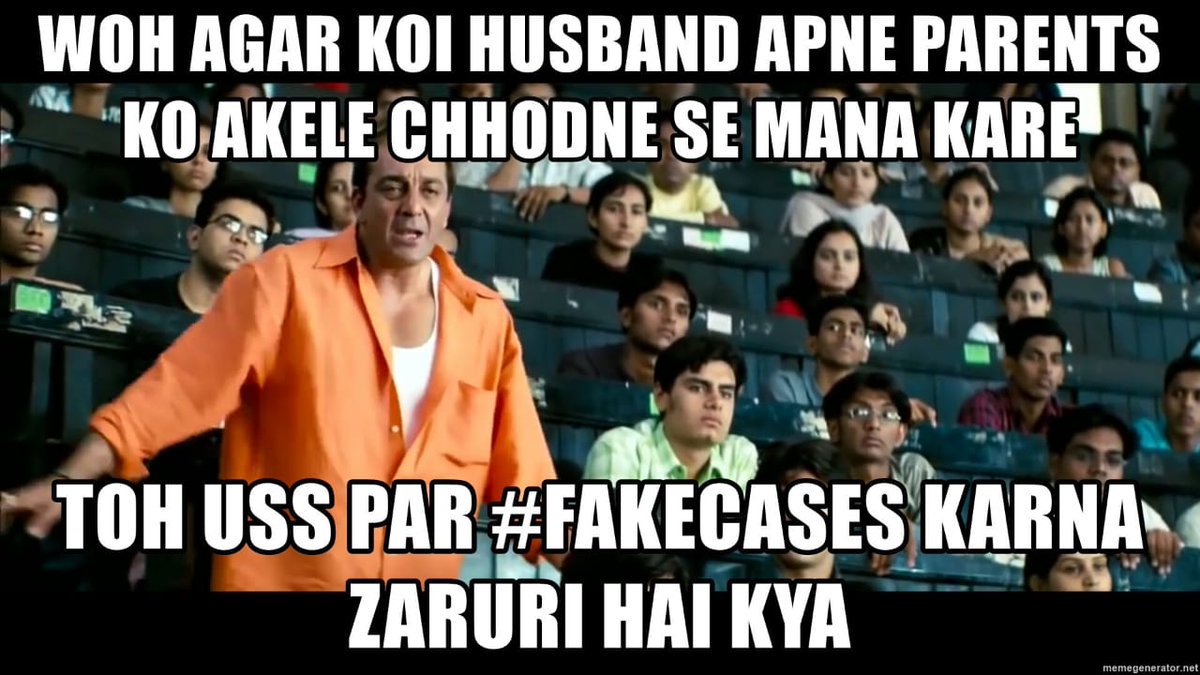 WOH AGAR KOI HUSBAND APNE PARENTS
KO AKELE CHHODNE SE MANA KARE
TOH USS PAR #FAKECASES KARNA
ZARURI HAI KYA
memegenerator.net